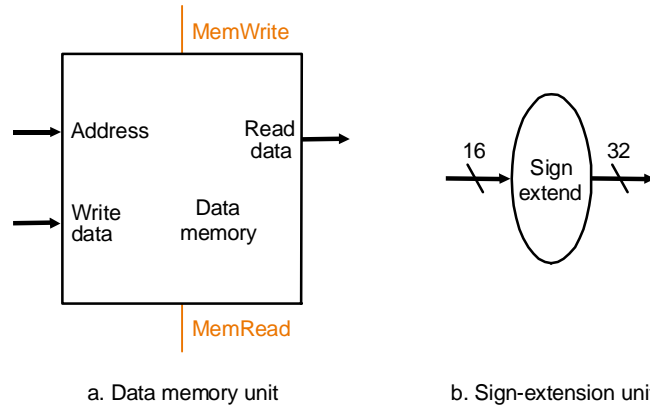 MemWrite
Address
Read
data
Write
data
Data
memory
MemRead
a. Data memory unit
16
32
Sign
extend
b. Sign-extension uni